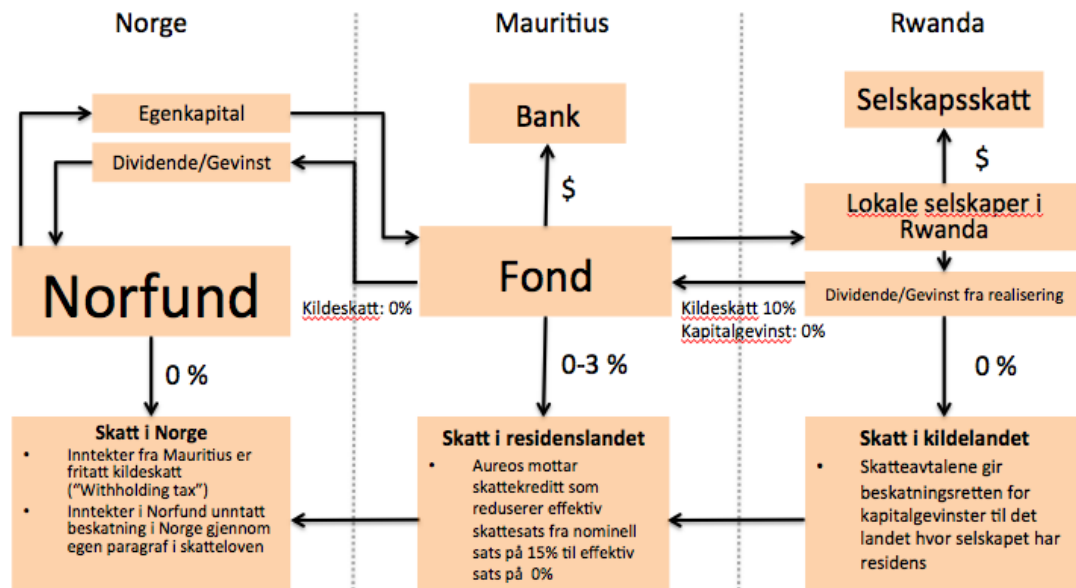 Norge
Mauritius
Rwanda
Egenkapital
Dividende/Gevinst
Norfund
0 %
Skatt i Norge
• Inntekter fra Mauritius er
fritatt kildeskatt
(”Withholding tax”)
• Inntekter i Norfund unntatt
beskatning i Norge gjennom
egen paragraf i skatteloven
Kildeskatt: 0%
Bank
$
Fond
0-3 %
Skatt i residenslandet
• Aureos mottar
skattekreditt som
reduserer effektiv
skattesats fra nominell
sats på 15% til effektiv
sats på 0%
Kildeskatt 10%
Kapitalgevinst: 0%
Selskapsskatt
$
Lokale selskaper i
Rwanda
Dividende/Gevinst fra realisering
0 %
Skatt i kildelandet
• Skatteavtalene gir
beskatningsretten for
kapitalgevinster til det
landet hvor selskapet har
residens